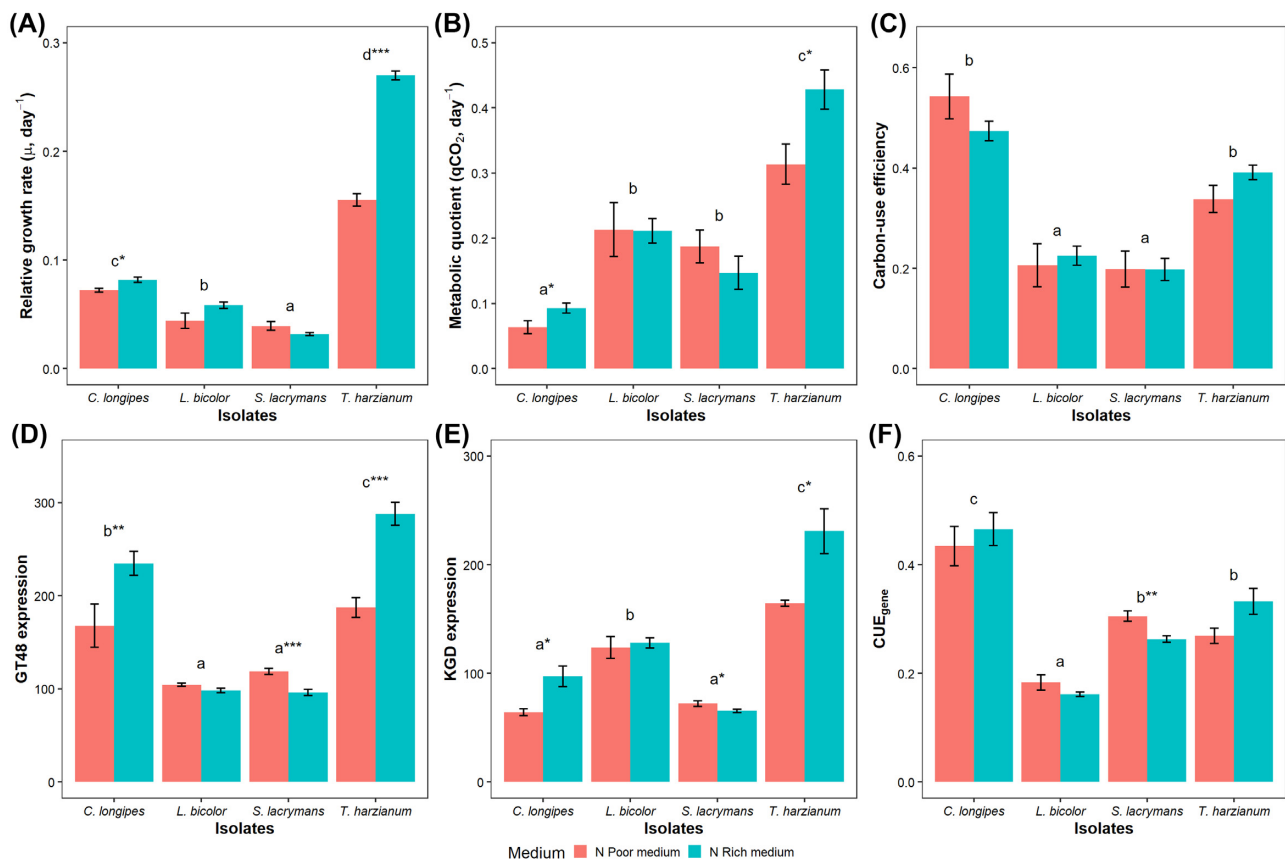 (A)
Relative growth rate (μ, day⁻¹)
0.3
0.2
0.1
0.0
c*
b
a
d***
C. longipes L. bicolor S. lacrymans T. harzianum
Isolates
(B)
Metabolic quotient (qCO₂, day⁻¹)
0.5
0.4
0.3
0.2
0.1
0.0
a*
b
b
c*
C. longipes L. bicolor S. lacrymans T. harzianum
Isolates
(C)
Carbon-use efficiency
0.6
0.4
0.2
0.0
b
a
a
b
C. longipes L. bicolor S. lacrymans T. harzianum
Isolates
(D)
GT48 expression
300
200
100
0
b**
a
a***
c***
C. longipes L. bicolor S. lacrymans T. harzianum
Isolates
(E)
KGD expression
300
200
100
0
a*
b
a*
c*
C. longipes L. bicolor S. lacrymans T. harzianum
Isolates
(F)
CUEgene
0.6
0.4
0.2
0.0
c
a
b**
b
C. longipes L. bicolor S. lacrymans T. harzianum
Isolates
Medium N Poor medium N Rich medium